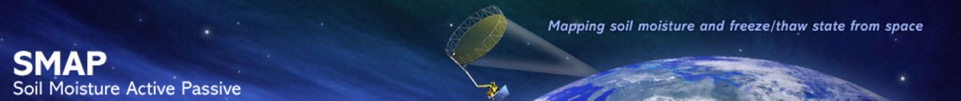 Mapping soil moisture and freeze/thaw state from space
SMAP
Soil Moisture Active Passive